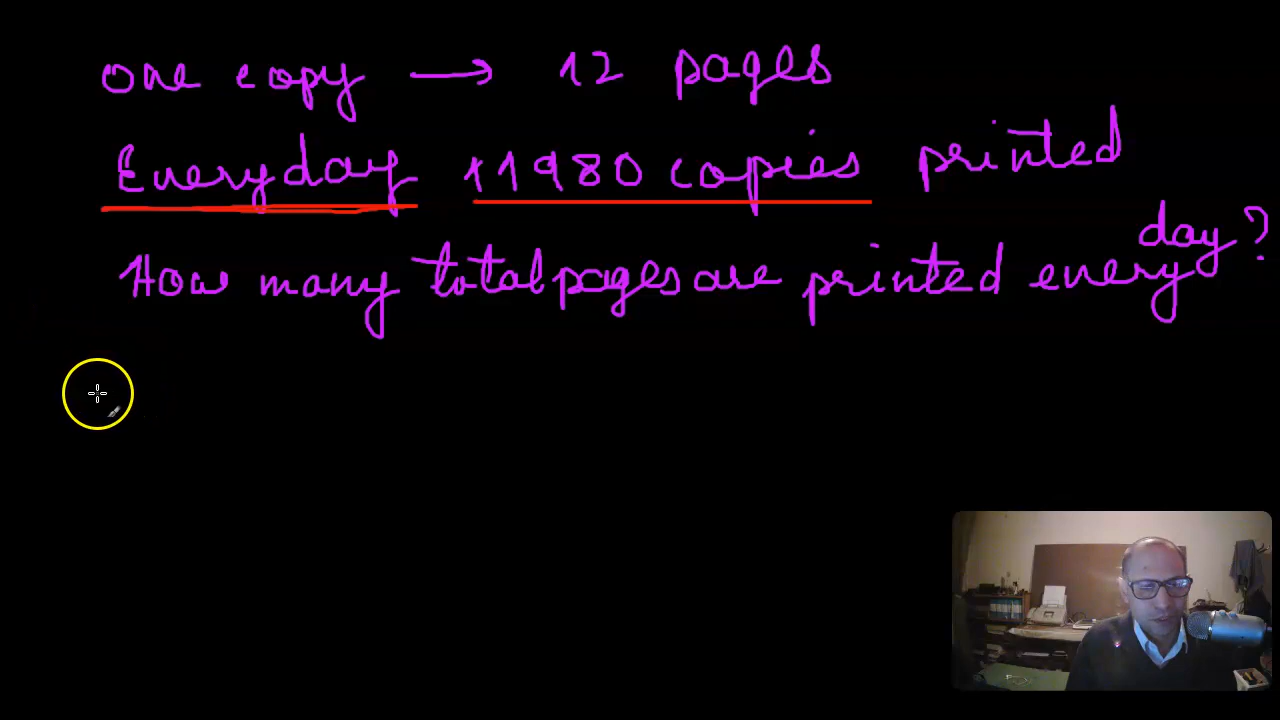 one copy → 12 pages
Everyday 11980 copies printed
How many total pages are printed every day?